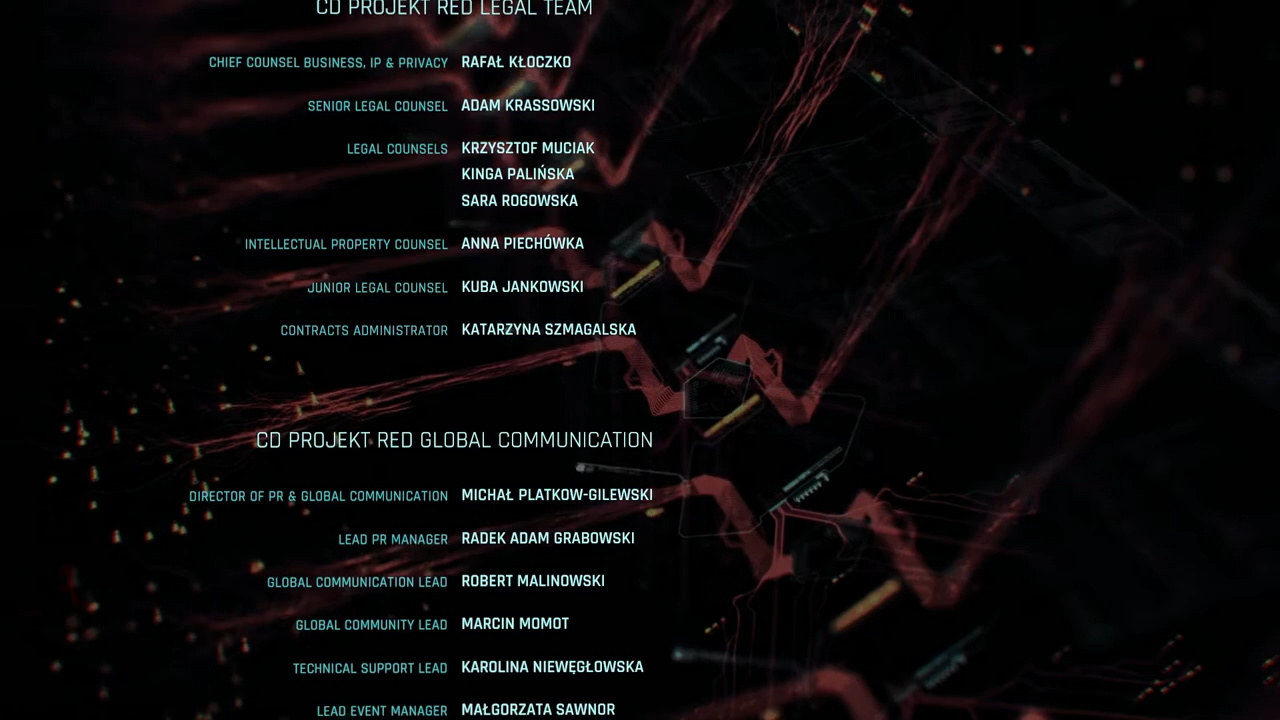 CD PROJEKT RED LEGAL TEAM
CHIEF COUNSEL BUSINESS, IP & PRIVACY RAFAŁ KŁOCZKO
SENIOR LEGAL COUNSEL ADAM KRASSOWSKI
LEGAL COUNSELS KRZYSZTOF MUCIAK
KINGA PALIŃSKA
SARA ROGOWSKA
INTELLECTUAL PROPERTY COUNSEL ANNA PIECHÓWKA
JUNIOR LEGAL COUNSEL KUBA JANKOWSKI
CONTRACTS ADMINISTRATOR KATARZYNA SZMAGALSKA
CD PROJEKT RED GLOBAL COMMUNICATION
DIRECTOR OF PR & GLOBAL COMMUNICATION MICHAŁ PLATKOW-GILEWSKI
LEAD PR MANAGER RADEK ADAM GRABOWSKI
GLOBAL COMMUNICATION LEAD ROBERT MALINOWSKI
GLOBAL COMMUNITY LEAD MARCIN MOMOT
TECHNICAL SUPPORT LEAD KAROLINA NIEWĘGŁOWSKA
LEAD EVENT MANAGER MAŁGORZATA SAWNOR